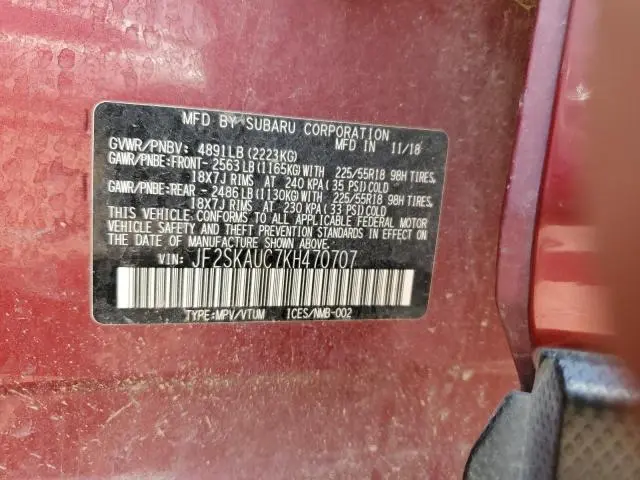 MFD BY SUBARU CORPORATION
GVWR/PNBV: 4891LB(2223KG) MFD IN 11/18
GAWR/PNBE:FRONT- 2563LB(1165KG)WITH 225/55R18 98H TIRES,
18X7J RIMS AT 240 KPA(35 PSI)COLD
GAWR/PNBE:REAR - 2486LB(1130KG)WITH 225/55R18 98H TIRES,
18X7J RIMS AT 230 KPA(33 PSI)COLD
THIS VEHICLE CONFORMS TO ALL APPLICABLE FEDERAL MOTOR
VEHICLE SAFETY, BUMPER, AND THEFT PREVENTION STANDARDS
IN EFFECT ON THE DATE OF MANUFACTURE SHOWN ABOVE.
VIN: JF2SKAUC7KH470707
TYPE:MPV/VTUM ICES/NMB-002